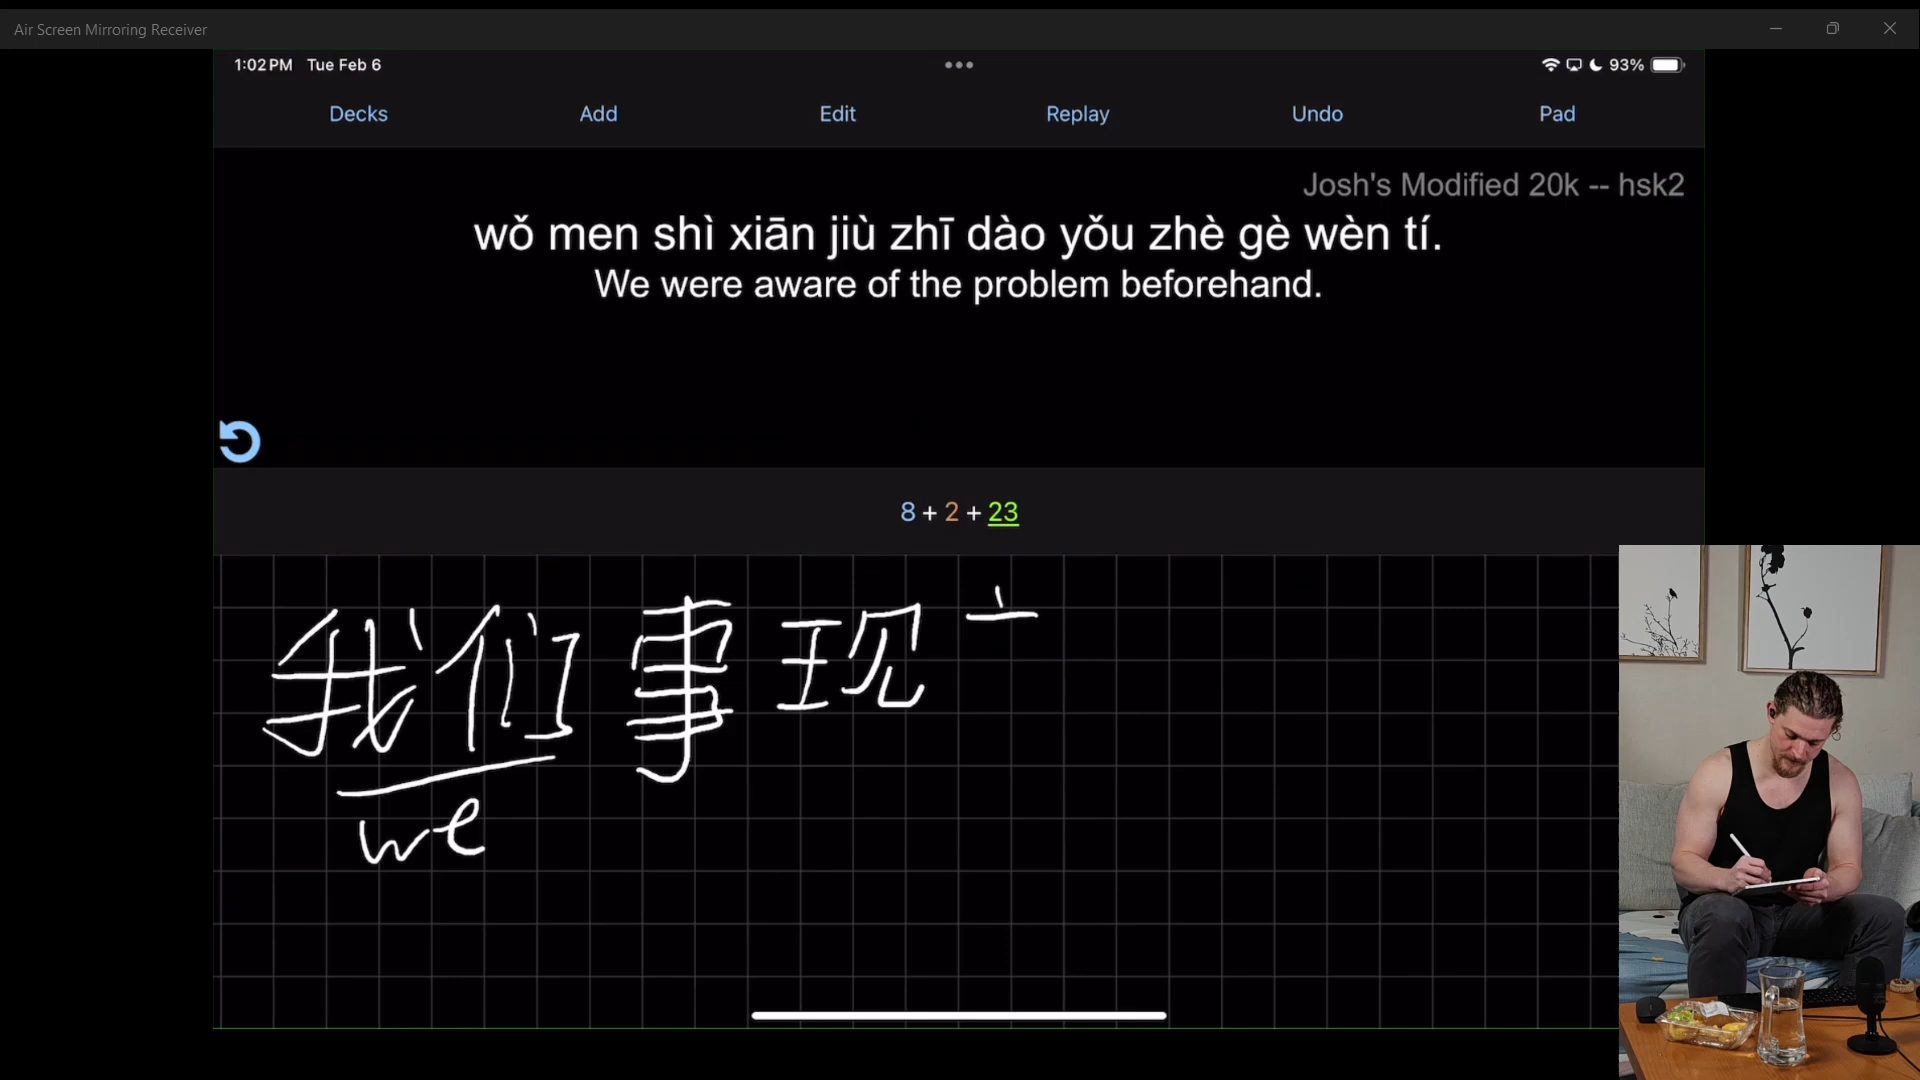 Air Screen Mirroring Receiver
1:02 PM Tue Feb 6
93%
Decks Add Edit Replay Undo Pad
Josh's Modified 20k -- hsk2
wǒ men shì xiān jiù zhī dào yǒu zhè gè wèn tí.
We were aware of the problem beforehand.
8 + 2 + 23
我们事现亠
we